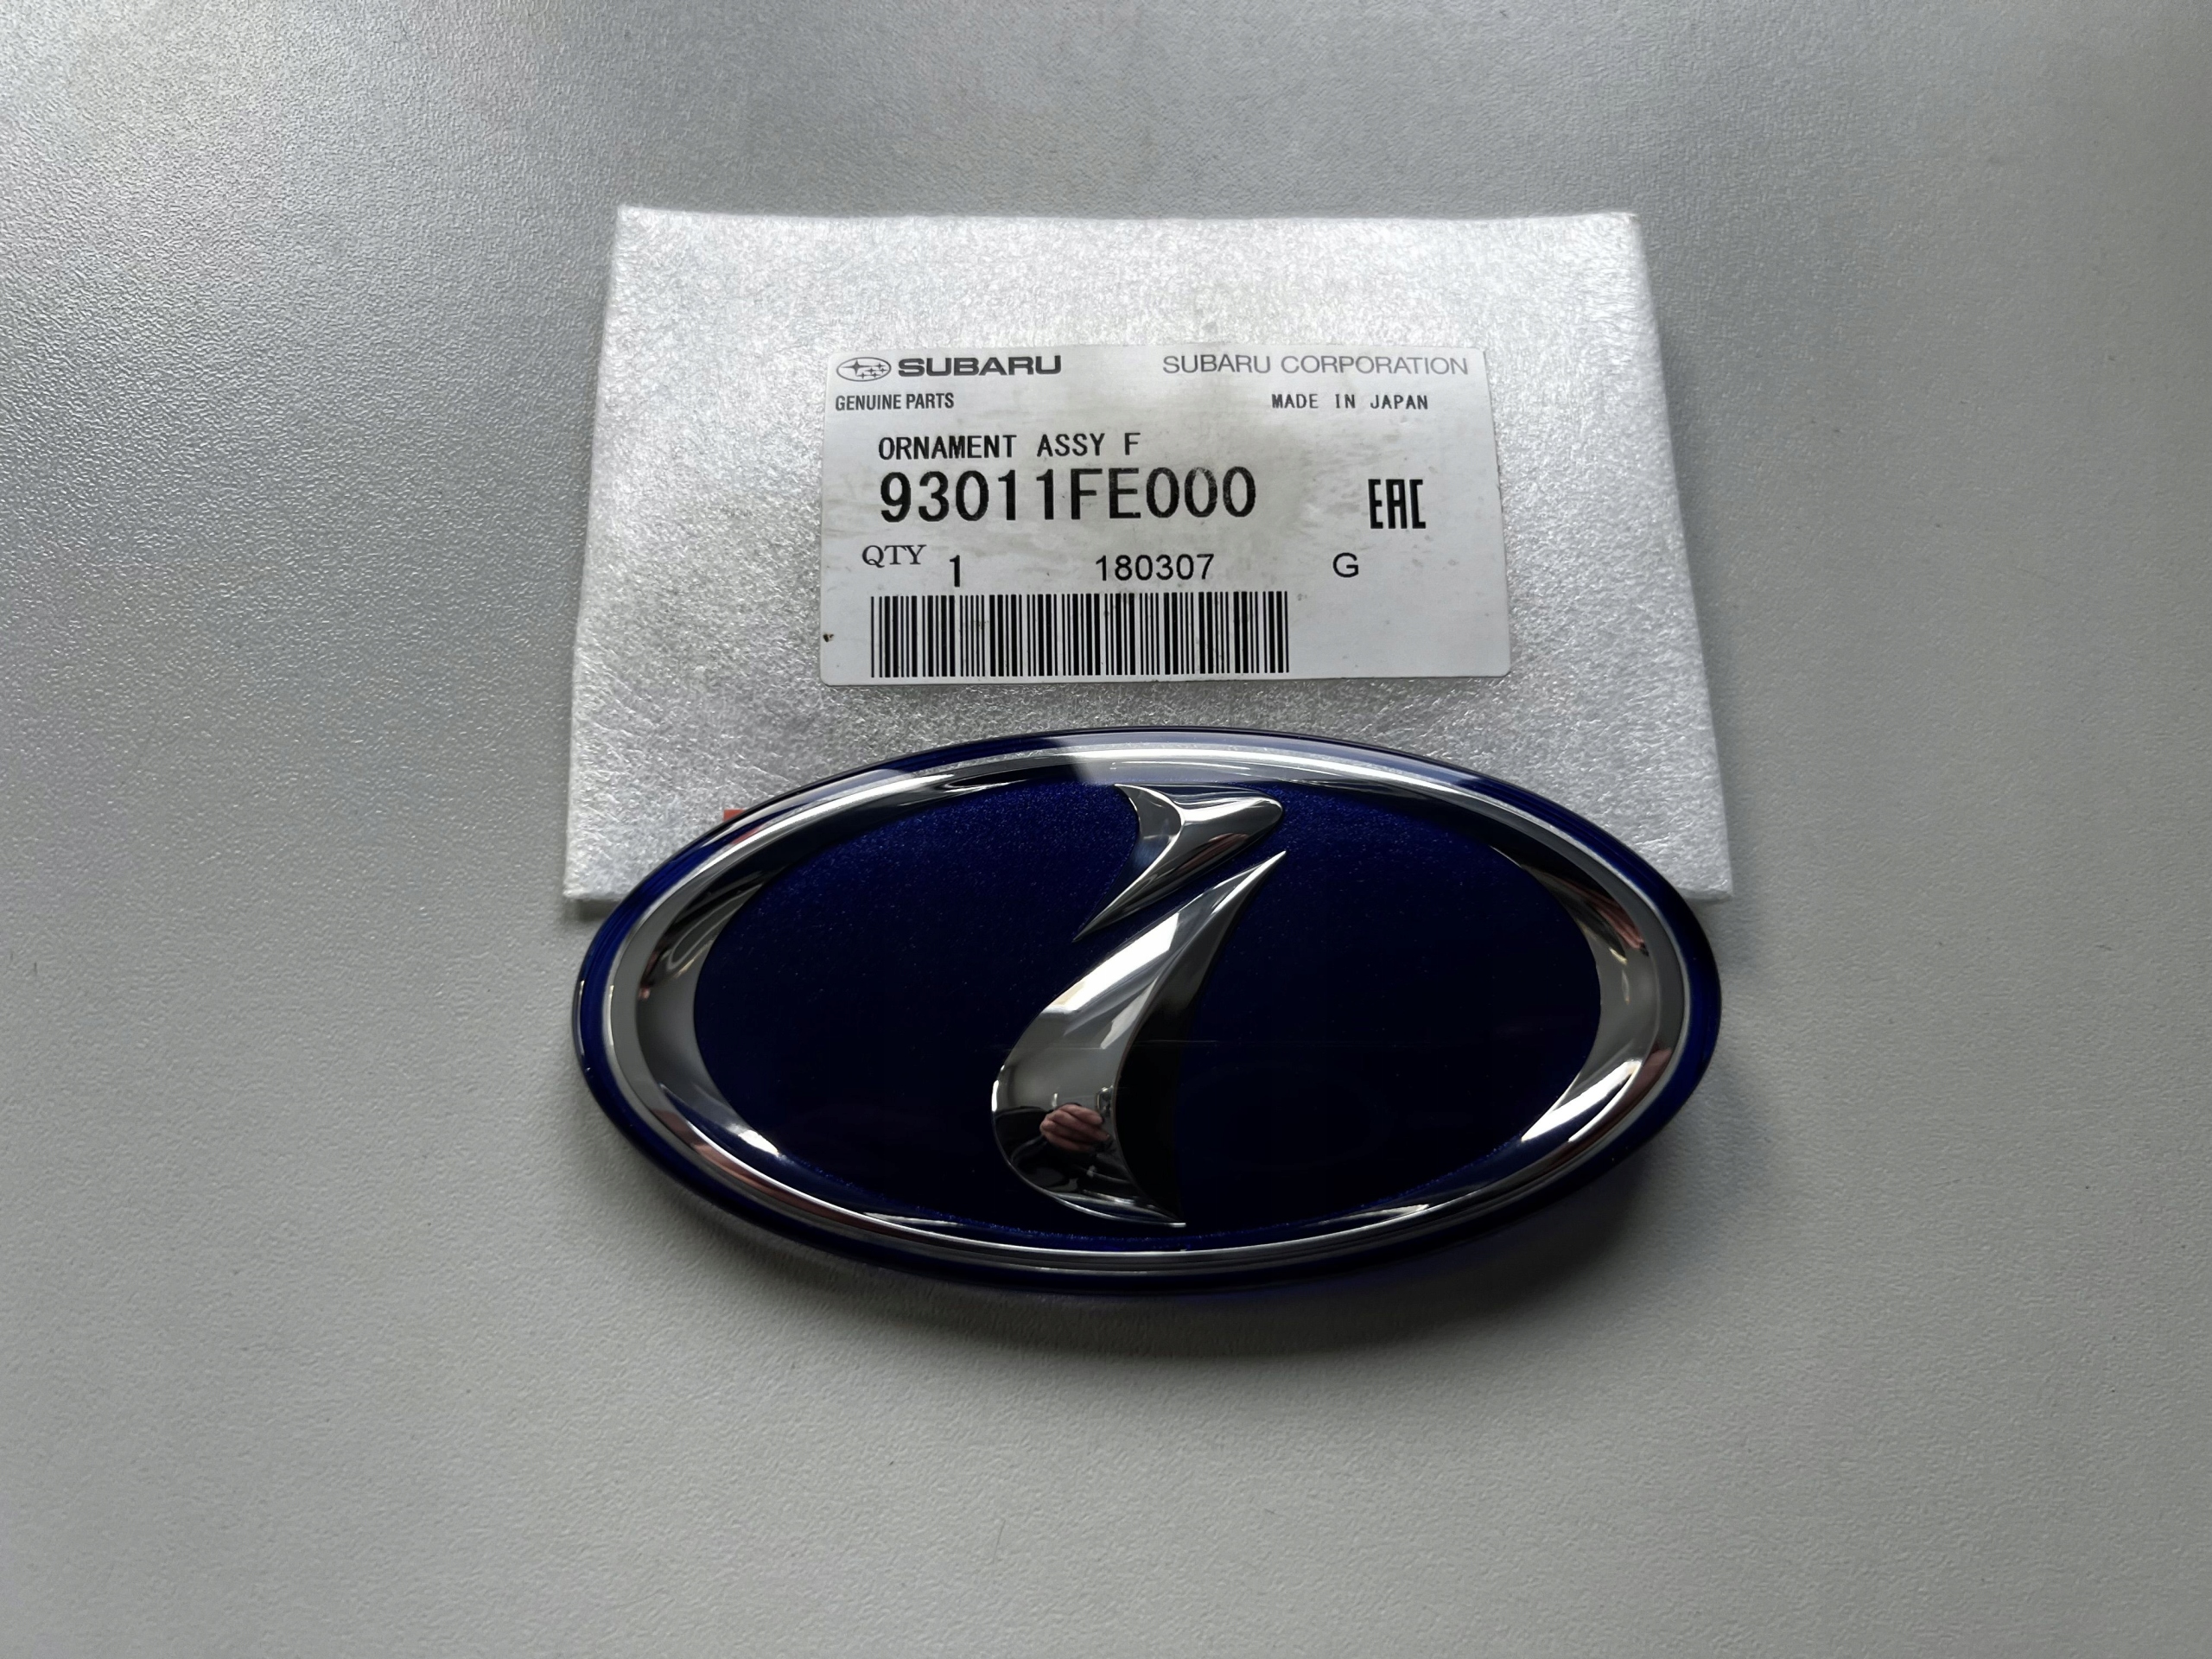 SUBARU SUBARU CORPORATION
GENUINE PARTS MADE IN JAPAN
ORNAMENT ASSY F
93011FE000 EAC
QTY 1 180307 G